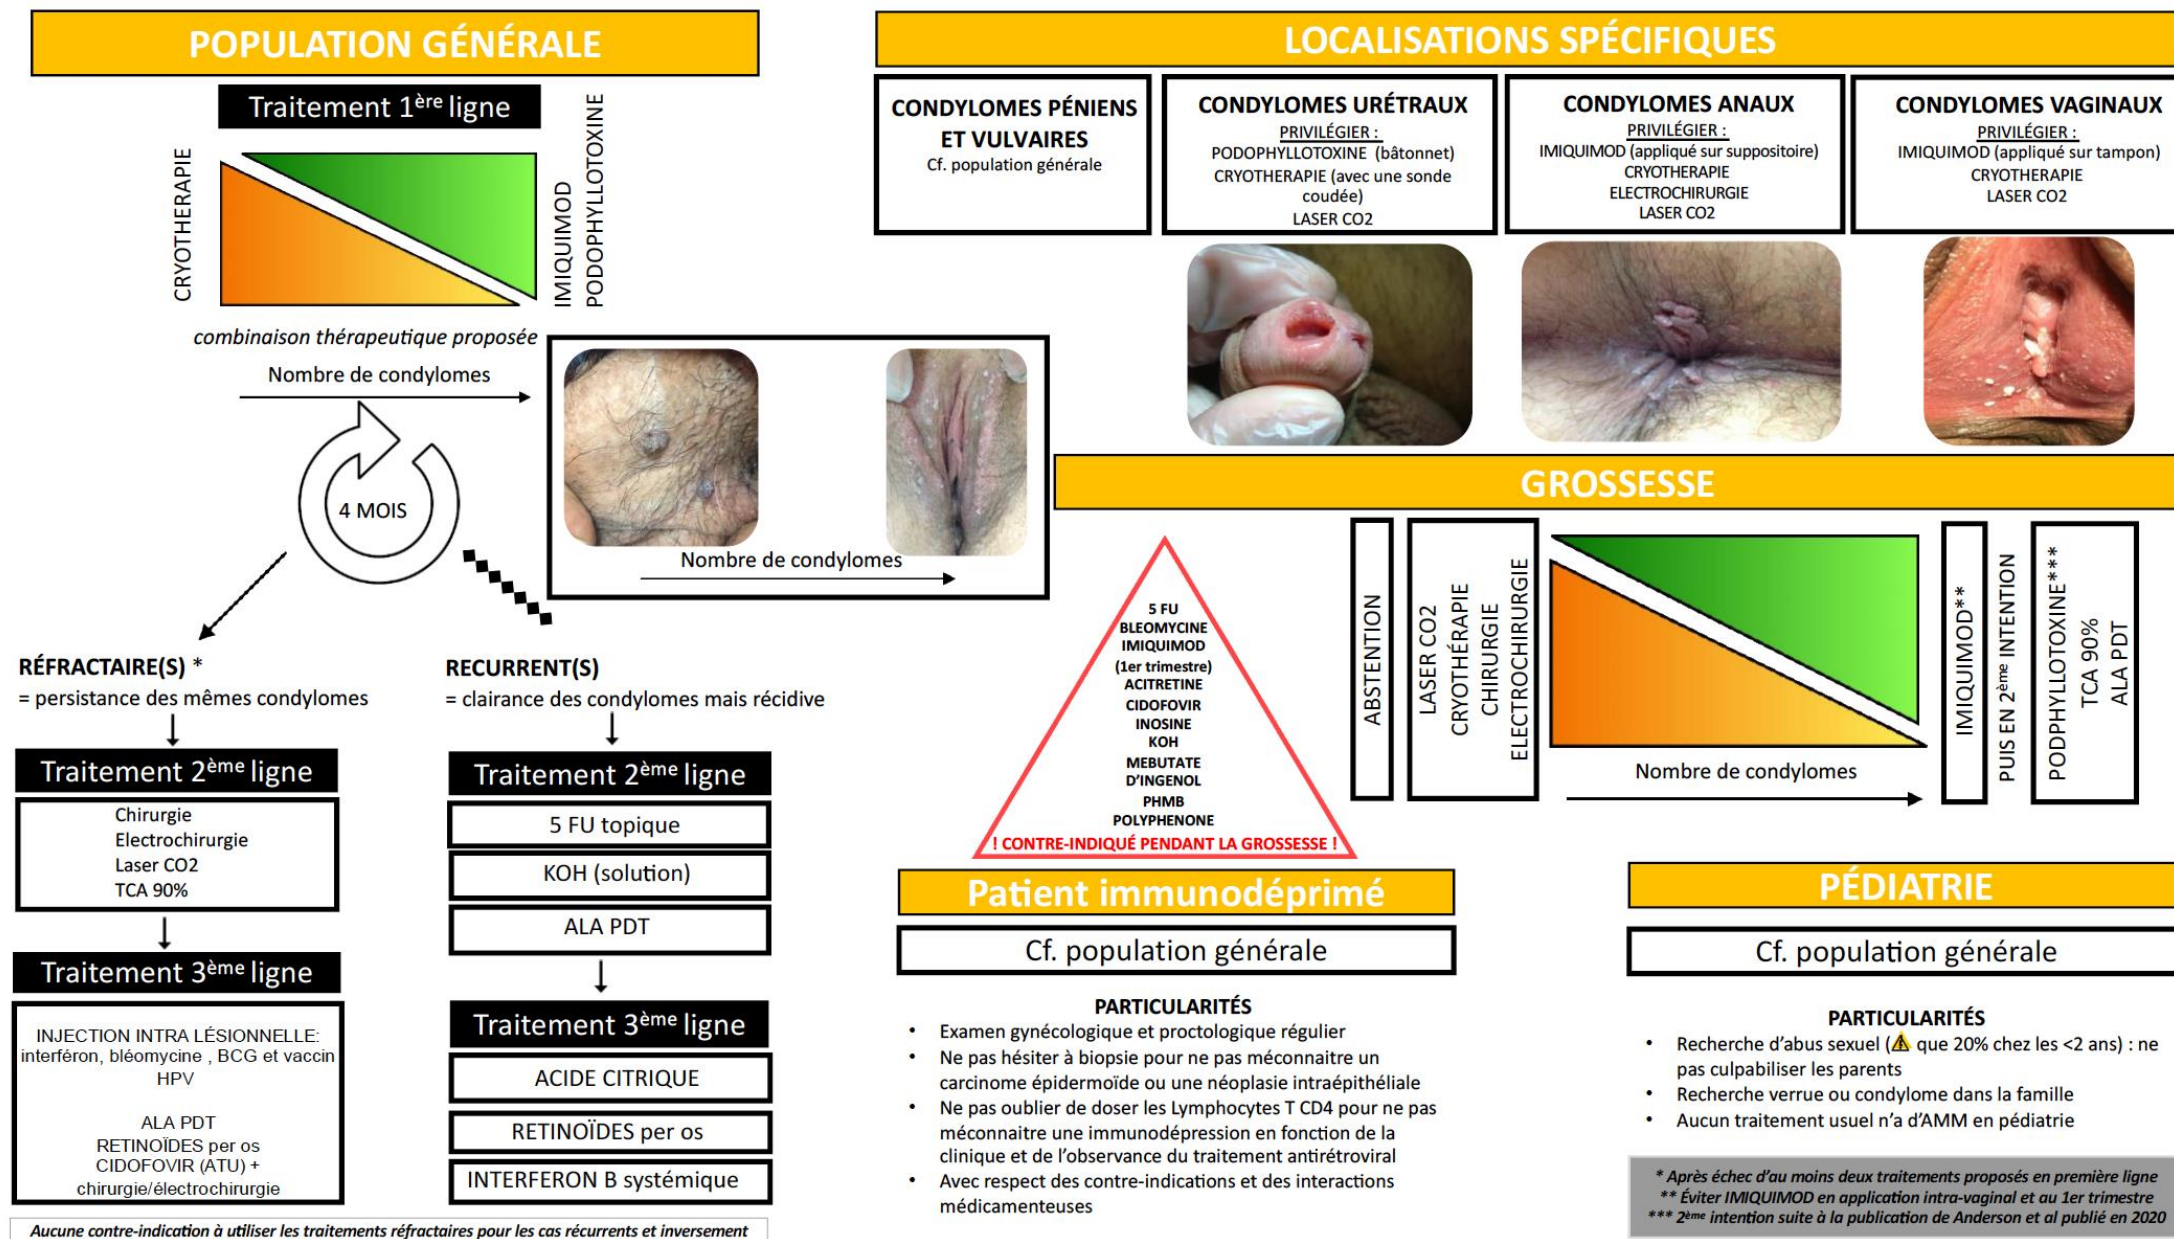 POPULATION GÉNÉRALE
Traitement 1ère ligne
CRYOTHERAPIE
IMIQUIMOD
PODOPHYLLOTOXINE
combinaison thérapeutique proposée
Nombre de condylomes
4 MOIS
Nombre de condylomes
RÉFRACTAIRE(S) *
= persistance des mêmes condylomes
Traitement 2ème ligne
Chirurgie
Electrochirurgie
Laser CO2
TCA 90%
Traitement 3ème ligne
INJECTION INTRA LÉSIONNELLE:
interféron, bléomycine , BCG et vaccin
HPV
ALA PDT
RETINOÏDES per os
CIDOFOVIR (ATU) +
chirurgie/électrochirurgie
RECURRENT(S)
= clairance des condylomes mais récidive
Traitement 2ème ligne
5 FU topique
KOH (solution)
ALA PDT
Traitement 3ème ligne
ACIDE CITRIQUE
RETINOÏDES per os
INTERFERON B systémique
Aucune contre-indication à utiliser les traitements réfractaires pour les cas récurrents et inversement
LOCALISATIONS SPÉCIFIQUES
CONDYLOMES PÉNIENS
ET VULVAIRES
Cf. population générale
CONDYLOMES URÉTRAUX
PRIVILÉGIER :
PODOPHYLLOTOXINE (bâtonnet)
CRYOTHERAPIE (avec une sonde
coudée)
LASER CO2
CONDYLOMES ANAUX
PRIVILÉGIER :
IMIQUIMOD (appliqué sur suppositoire)
CRYOTHERAPIE
ELECTROCHIRURGIE
LASER CO2
CONDYLOMES VAGINAUX
PRIVILÉGIER :
IMIQUIMOD (appliqué sur tampon)
CRYOTHERAPIE
LASER CO2
GROSSESSE
5 FU
BLEOMYCINE
IMIQUIMOD
(1er trimestre)
ACITRETINE
CIDOFOVIR
INOSINE
KOH
MEBUTATE
D'INGENOL
PHMB
POLYPHENONE
! CONTRE-INDIQUÉ PENDANT LA GROSSESSE !
ABSTENTION
LASER CO2
CRYOTHÉRAPIE
CHIRURGIE
ELECTROCHIRURGIE
Nombre de condylomes
IMIQUIMOD**
PUIS EN 2ème INTENTION
PODPHYLLOTOXINE***
TCA 90%
ALA PDT
Patient immunodéprimé
Cf. population générale
PARTICULARITÉS
• Examen gynécologique et proctologique régulier
• Ne pas hésiter à biopsie pour ne pas méconnaitre un
carcinome épidermoïde ou une néoplasie intraépithéliale
• Ne pas oublier de doser les Lymphocytes T CD4 pour ne pas
méconnaitre une immunodépression en fonction de la
clinique et de l'observance du traitement antirétroviral
• Avec respect des contre-indications et des interactions
médicamenteuses
PÉDIATRIE
Cf. population générale
PARTICULARITÉS
• Recherche d'abus sexuel (⚠ que 20% chez les <2 ans) : ne
pas culpabiliser les parents
• Recherche verrue ou condylome dans la famille
• Aucun traitement usuel n'a d'AMM en pédiatrie
* Après échec d'au moins deux traitements proposés en première ligne
** Éviter IMIQUIMOD en application intra-vaginal et au 1er trimestre
*** 2ème intention suite à la publication de Anderson et al publié en 2020